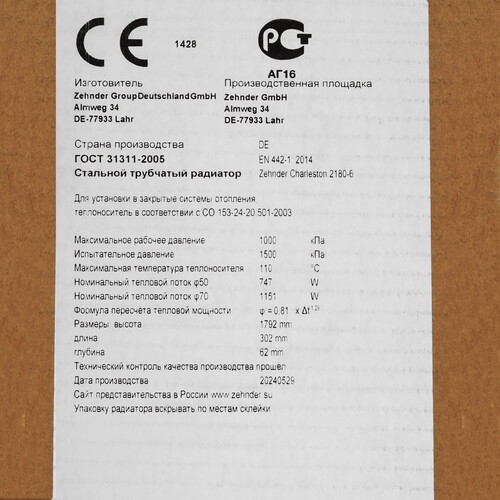 CE 1428 РСТ
АГ16
Изготовитель Производственная площадка
Zehnder GroupDeutschlandGmbH Zehnder GmbH
Almweg 34 Almweg 34
DE-77933 Lahr DE-77933 Lahr
Страна производства DE
ГОСТ 31311-2005 EN 442-1: 2014
Стальной трубчатый радиатор Zehnder Charleston 2180-6
Для установки в закрытые системы отопления
теплоноситель в соответствии с СО 153-24-20 501-2003
Максимальное рабочее давление 1000 кПа
Испытательное давление 1500 кПа
Максимальная температура теплоносителя 110 °C
Номинальный тепловой поток φ50 747 W
Номинальный тепловой поток φ70 1151 W
Формула пересчёта тепловой мощности φ = 0,81 x Δt
Размеры высота 1792 mm
длина 302 mm
глубина 62 mm
Технический контроль качества производства прошел
Дата производства 20240529
Сайт представительства в России www zehnder.su
Упаковку радиатора вскрывать по местам склейки